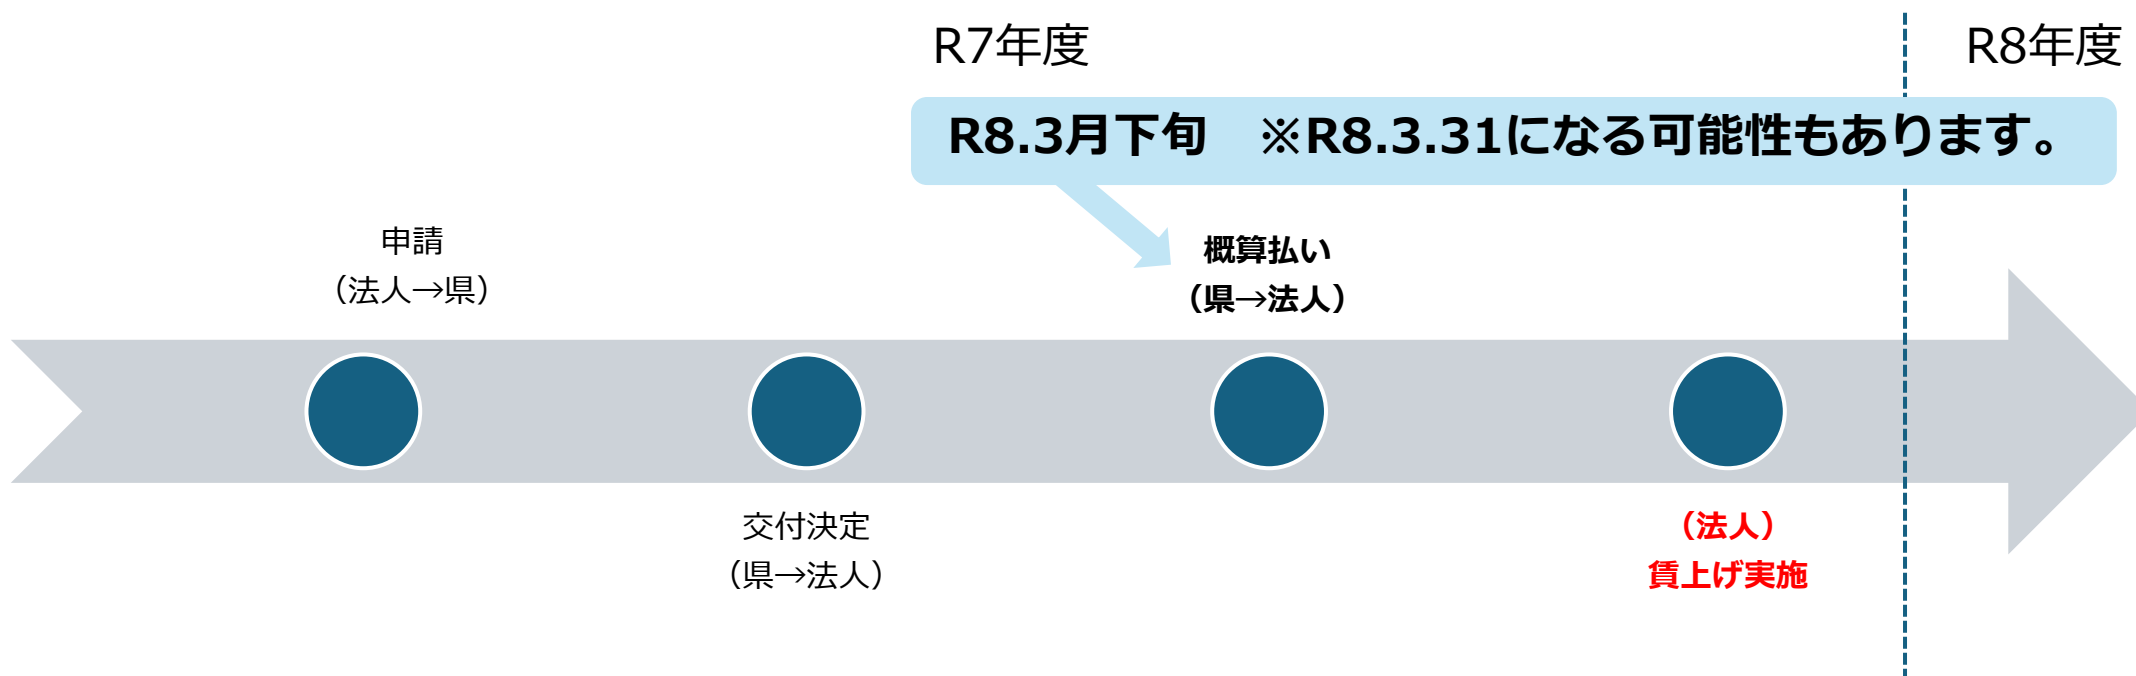 R7年度
R8年度
R8.3月下旬　※R8.3.31になる可能性もあります。
申請
（法人→県）
概算払い
（県→法人）
交付決定
（県→法人）
（法人）
賃上げ実施